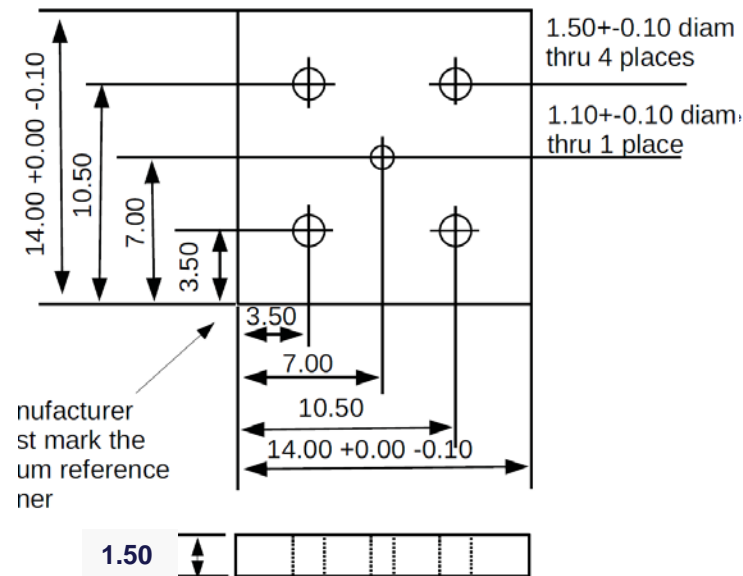 1.50+-0.10 diam
thru 4 places
1.10+-0.10 diam
thru 1 place
14.00 +0.00 -0.10
10.50
7.00
3.50
3.50
7.00
10.50
14.00 +0.00 -0.10
nufacturer
st mark the
um reference
ner
1.50